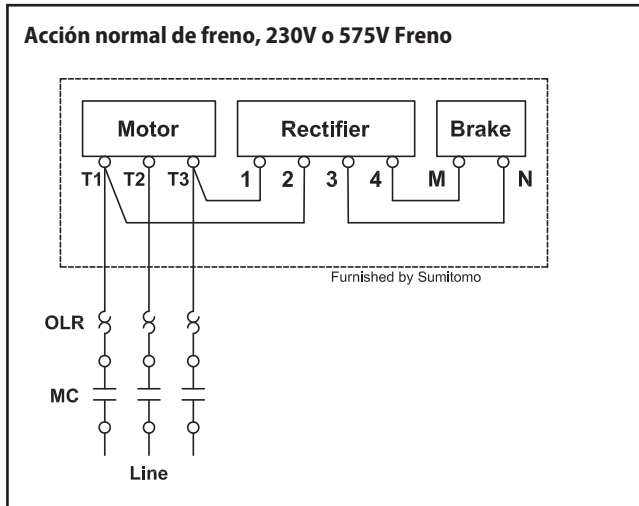 Acción normal de freno, 230V o 575V Freno
Motor Rectifier Brake
T1 T2 T3 1 2 3 4 M N
Furnished by Sumitomo
OLR
MC
Line